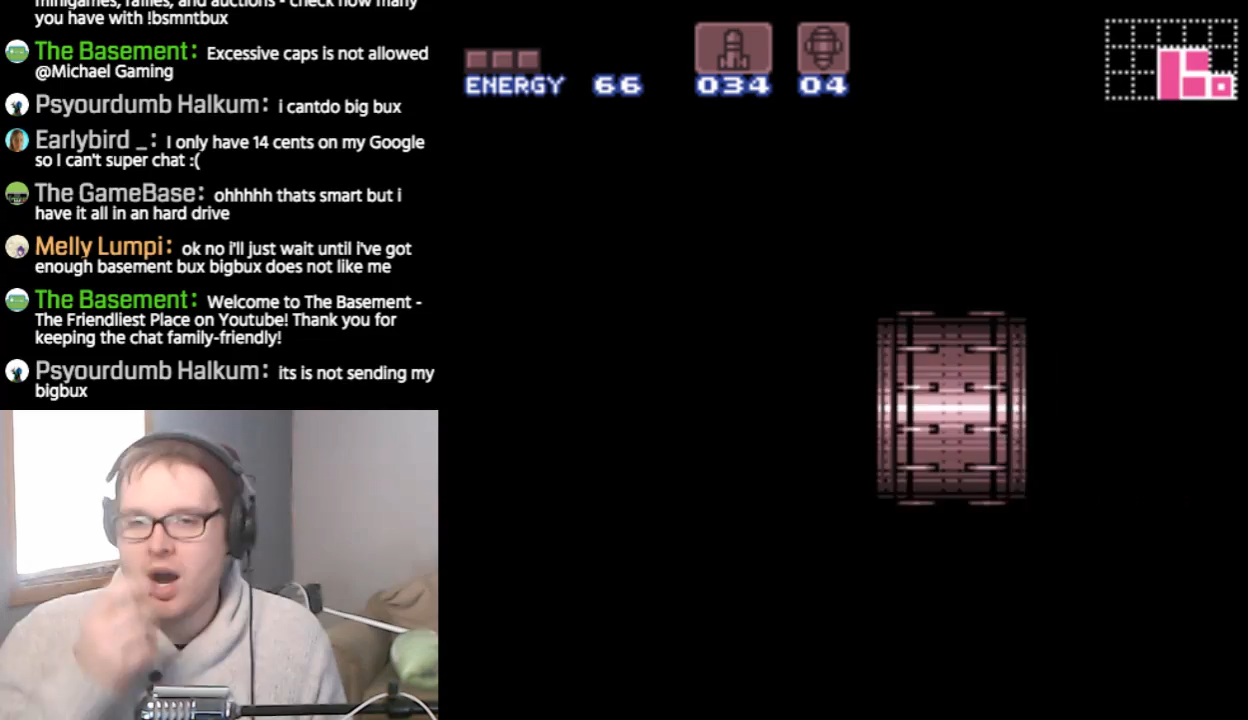 minigames, raffles, and auctions - check how many
you have with !bsmntbux
The Basement: Excessive caps is not allowed
@Michael Gaming
Psyourdumb Halkum: i cantdo big bux
Earlybird _: I only have 14 cents on my Google
so I can't super chat :(
The GameBase: ohhhhh thats smart but i
have it all in an hard drive
Melly Lumpi: ok no i'll just wait until i've got
enough basement bux bigbux does not like me
The Basement: Welcome to The Basement -
The Friendliest Place on Youtube! Thank you for
keeping the chat family-friendly!
Psyourdumb Halkum: its is not sending my
bigbux
ENERGY 66 034 04